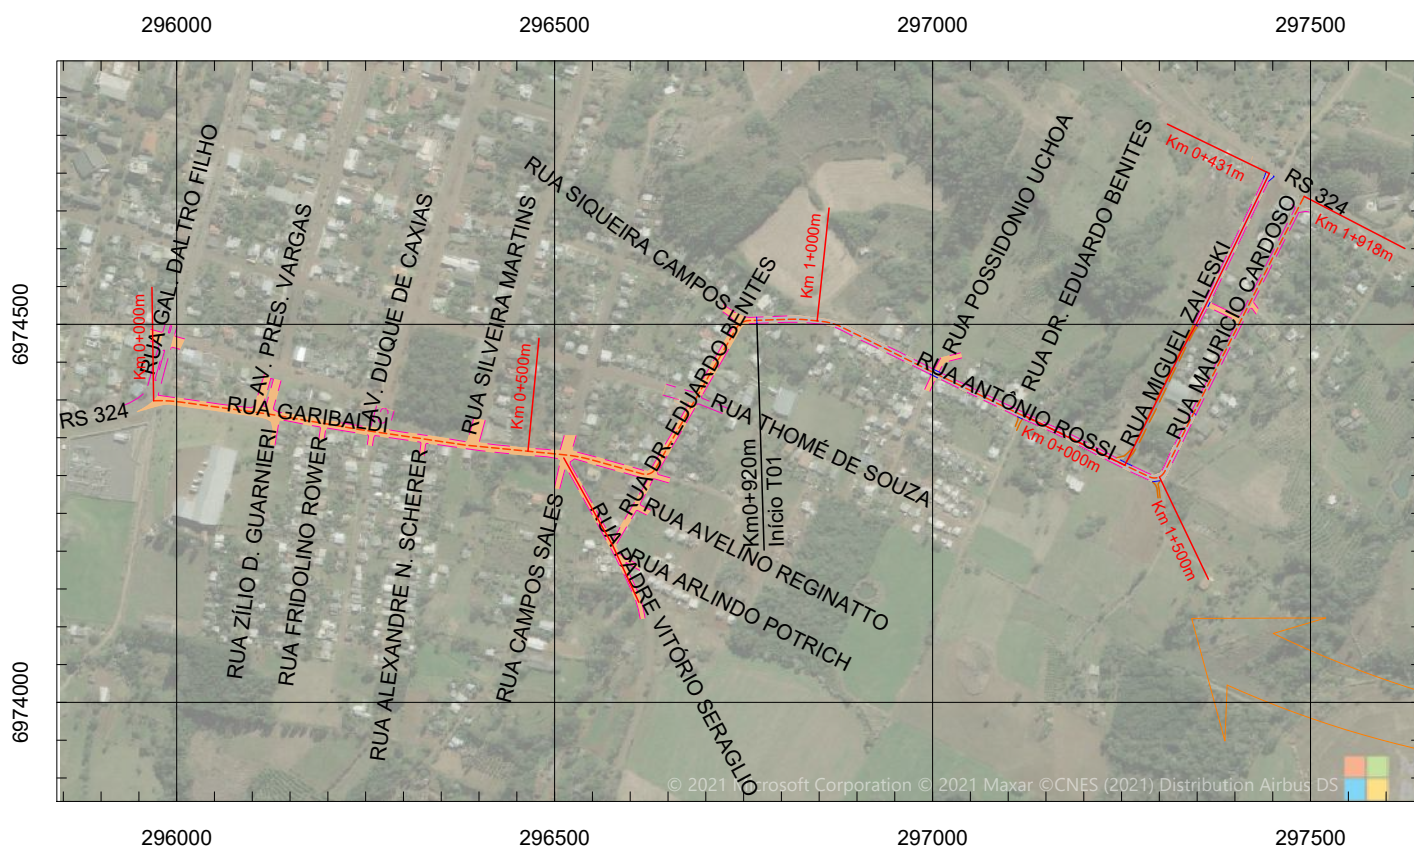 296000
296500
297000
297500
6974500
6974000
RUA GAL. DALTRO FILHO
AV. PRES. VARGAS
AV. DUQUE DE CAXIAS
RUA SILVEIRA MARTINS
RUA SIQUEIRA CAMPOS
RUA DR. EDUARDO BENITES
RUA POSSIDONIO UCHOA
RUA DR. EDUARDO BENITES
RUA MIGUEL ZALESKI
RUA MAURICIO CARDOSO
RS 324
Km 0+431m
Km 1+918m
Km 1+000m
Km 0+000m
Km 0+500m
RS 324
RUA GARIBALDI
RUA ANTÔNIO ROSSI
Km 0+000m
Km 1+500m
RUA THOMÉ DE SOUZA
Km0+920m
Início T01
RUA AVELINO REGINATTO
RUA ARLINDO POTRICH
RUA PADRE VITÓRIO SERAGLIO
RUA ZÍLIO D. GUARNIERI
RUA FRIDOLINO ROWER
RUA ALEXANDRE N. SCHERER
RUA CAMPOS SALES
© 2021 Microsoft Corporation © 2021 Maxar ©CNES (2021) Distribution Airbus DS
296000
296500
297000
297500